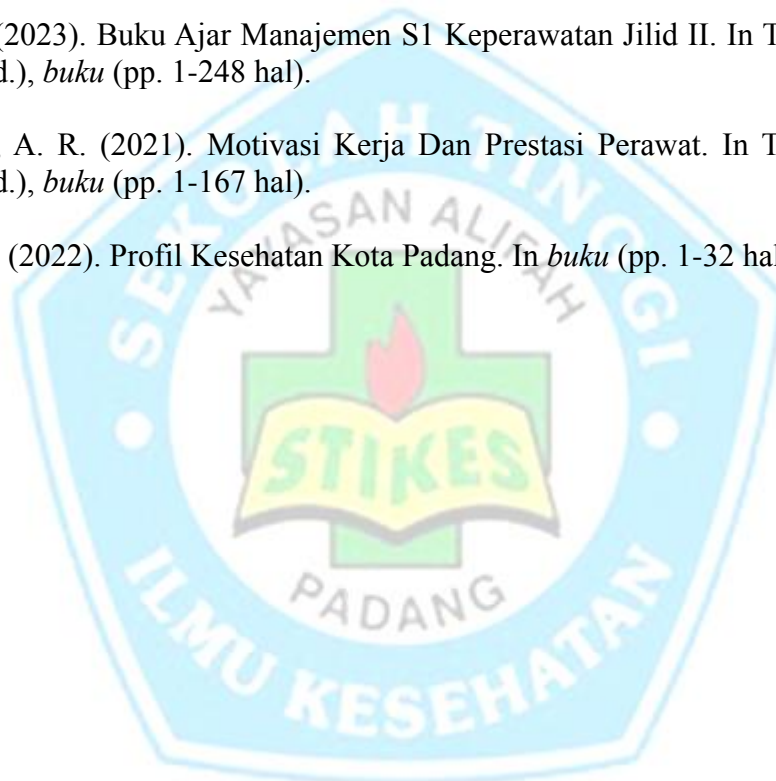 (2023). Buku Ajar Manajemen S1 Keperawatan Jilid II. In T
d.), buku (pp. 1-248 hal).
A. R. (2021). Motivasi Kerja Dan Prestasi Perawat. In T
d.), buku (pp. 1-167 hal).
(2022). Profil Kesehatan Kota Padang. In buku (pp. 1-32 hal
SEKOLAH TINGGI
YAYASAN ALIFAH
STIKES
PADANG
ILMU KESEHATAN